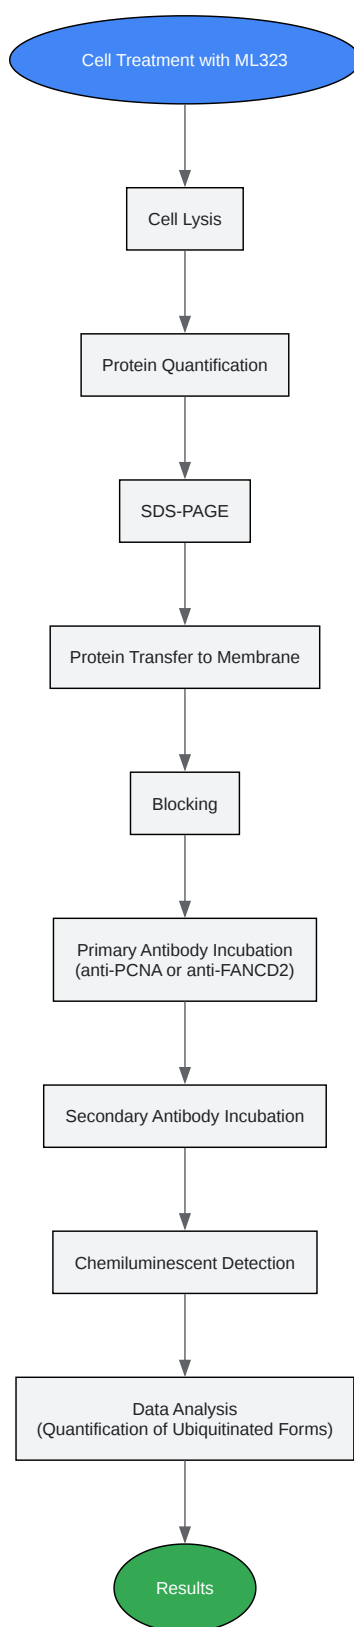 Cell Treatment with ML323
Cell Lysis
Protein Quantification
SDS-PAGE
Protein Transfer to Membrane
Blocking
Primary Antibody Incubation
(anti-PCNA or anti-FANCD2)
Secondary Antibody Incubation
Chemiluminescent Detection
Data Analysis
(Quantification of Ubiquitinated Forms)
Results